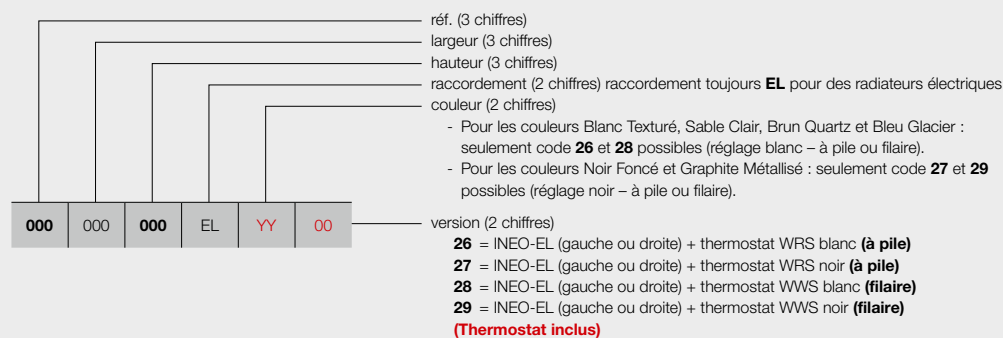 réf. (3 chiffres)
largeur (3 chiffres)
hauteur (3 chiffres)
raccordement (2 chiffres) raccordement toujours EL pour des radiateurs électriques
couleur (2 chiffres)
- Pour les couleurs Blanc Texturé, Sable Clair, Brun Quartz et Bleu Glacier :
seulement code 26 et 28 possibles (réglage blanc – à pile ou filaire).
- Pour les couleurs Noir Foncé et Graphite Métallisé : seulement code 27 et 29
possibles (réglage noir – à pile ou filaire).
000 000 000 EL YY 00
version (2 chiffres)
26 = INEO-EL (gauche ou droite) + thermostat WRS blanc (à pile)
27 = INEO-EL (gauche ou droite) + thermostat WRS noir (à pile)
28 = INEO-EL (gauche ou droite) + thermostat WWS blanc (filaire)
29 = INEO-EL (gauche ou droite) + thermostat WWS noir (filaire)
(Thermostat inclus)